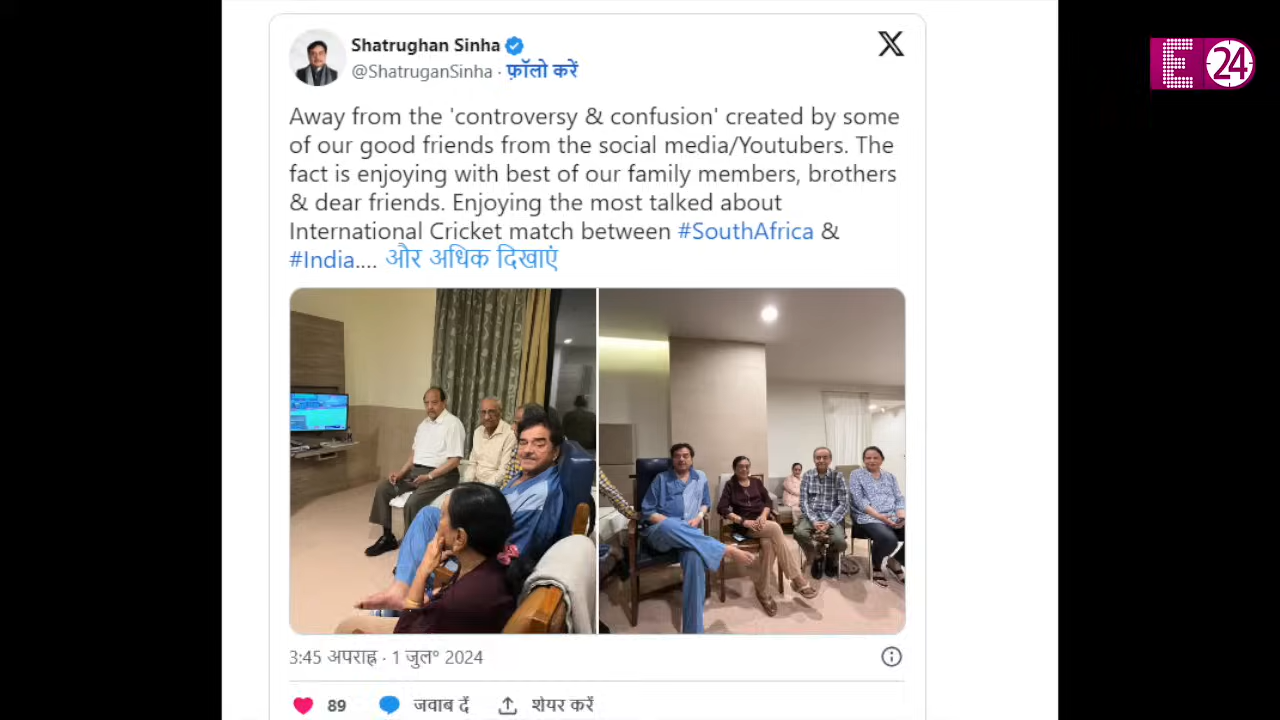 Shatrughan Sinha
@ShatruganSinha · फ़ॉलो करें
X
E24
Away from the 'controversy & confusion' created by some
of our good friends from the social media/Youtubers. The
fact is enjoying with best of our family members, brothers
& dear friends. Enjoying the most talked about
International Cricket match between #SouthAfrica &
#India.... और अधिक दिखाएं
3:45 अपराह्न · 1 जुल॰ 2024
89 जवाब दें शेयर करें